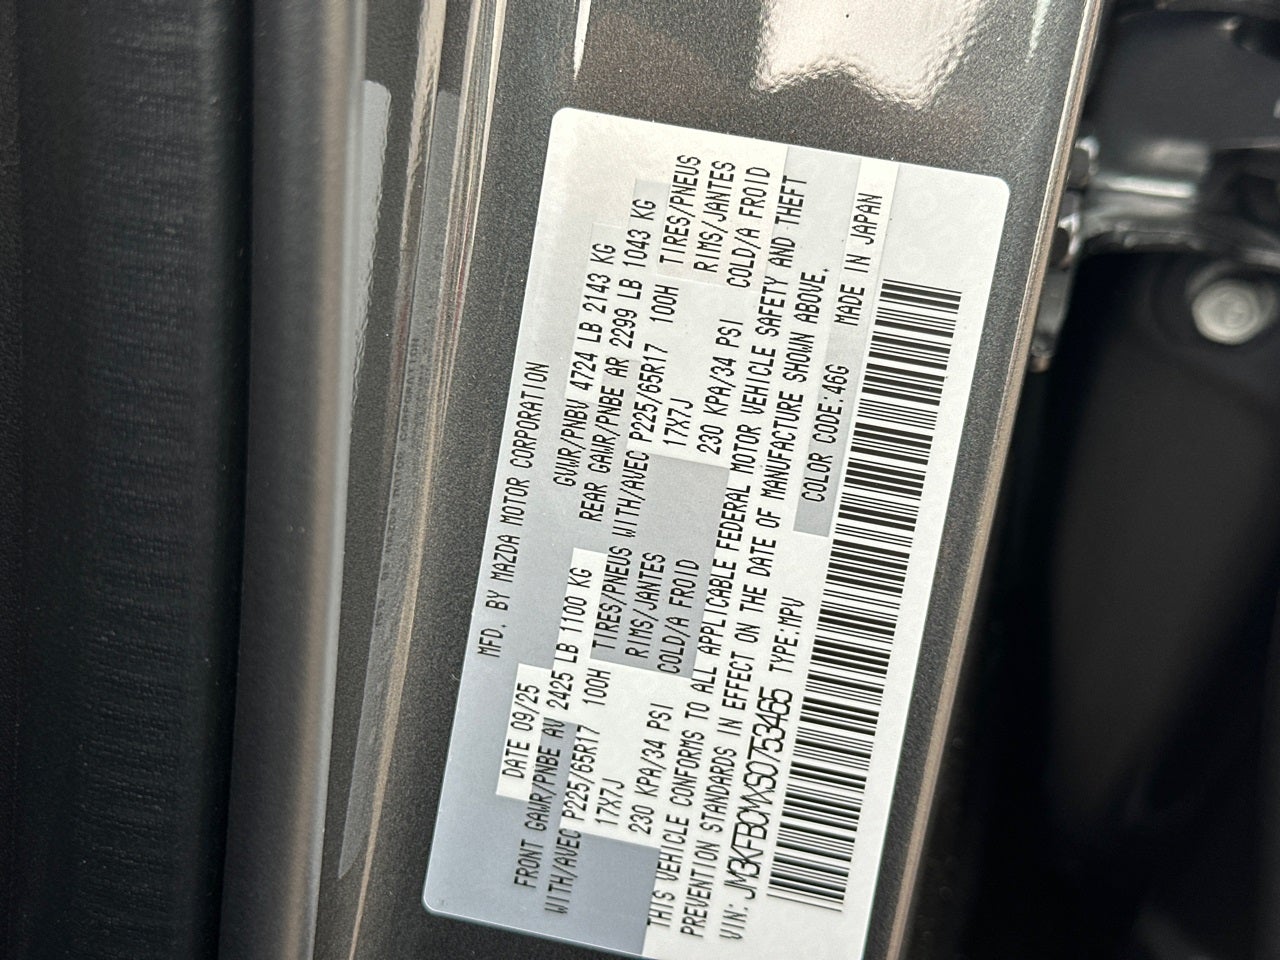 MFD. BY MAZDA MOTOR CORPORATION
DATE 09/25 GVWR/PNBV 4724 LB 2143 KG
FRONT GAWR/PNBE AV 2425 LB 1100 KG REAR GAWR/PNBE AR 2299 LB 1043 KG
WITH/AVEC P225/65R17 100H TIRES/PNEUS WITH/AVEC P225/65R17 100H TIRES/PNEUS
17X7J RIMS/JANTES 17X7J RIMS/JANTES
230 KPA/34 PSI COLD/A FROID 230 KPA/34 PSI COLD/A FROID
THIS VEHICLE CONFORMS TO ALL APPLICABLE FEDERAL MOTOR VEHICLE SAFETY AND THEFT
PREVENTION STANDARDS IN EFFECT ON THE DATE OF MANUFACTURE SHOWN ABOVE.
VIN: JM3KFBCMXS0753465 TYPE:MPV COLOR CODE:46G MADE IN JAPAN